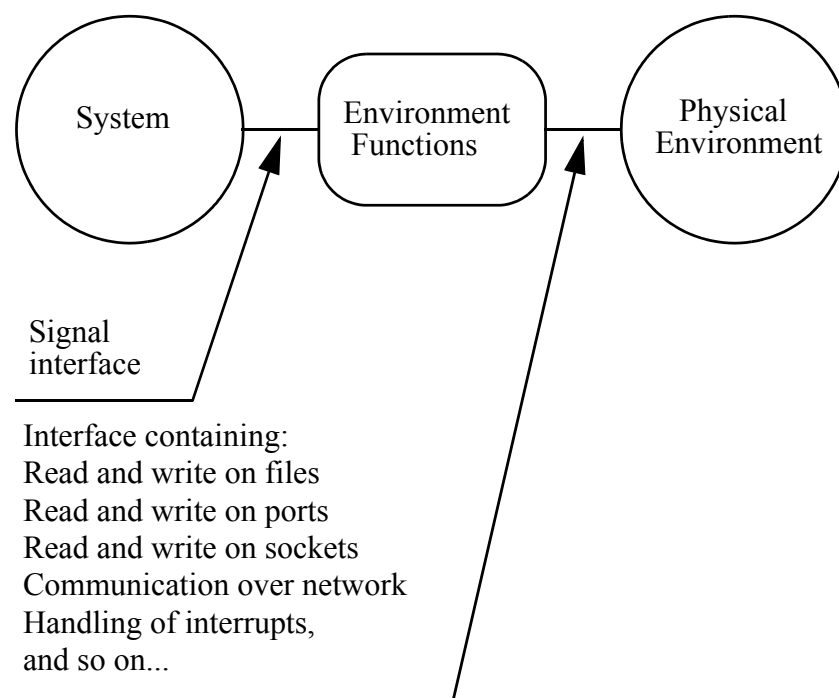 System
Environment
Functions
Physical
Environment
Signal
interface
Interface containing:
Read and write on files
Read and write on ports
Read and write on sockets
Communication over network
Handling of interrupts,
and so on...